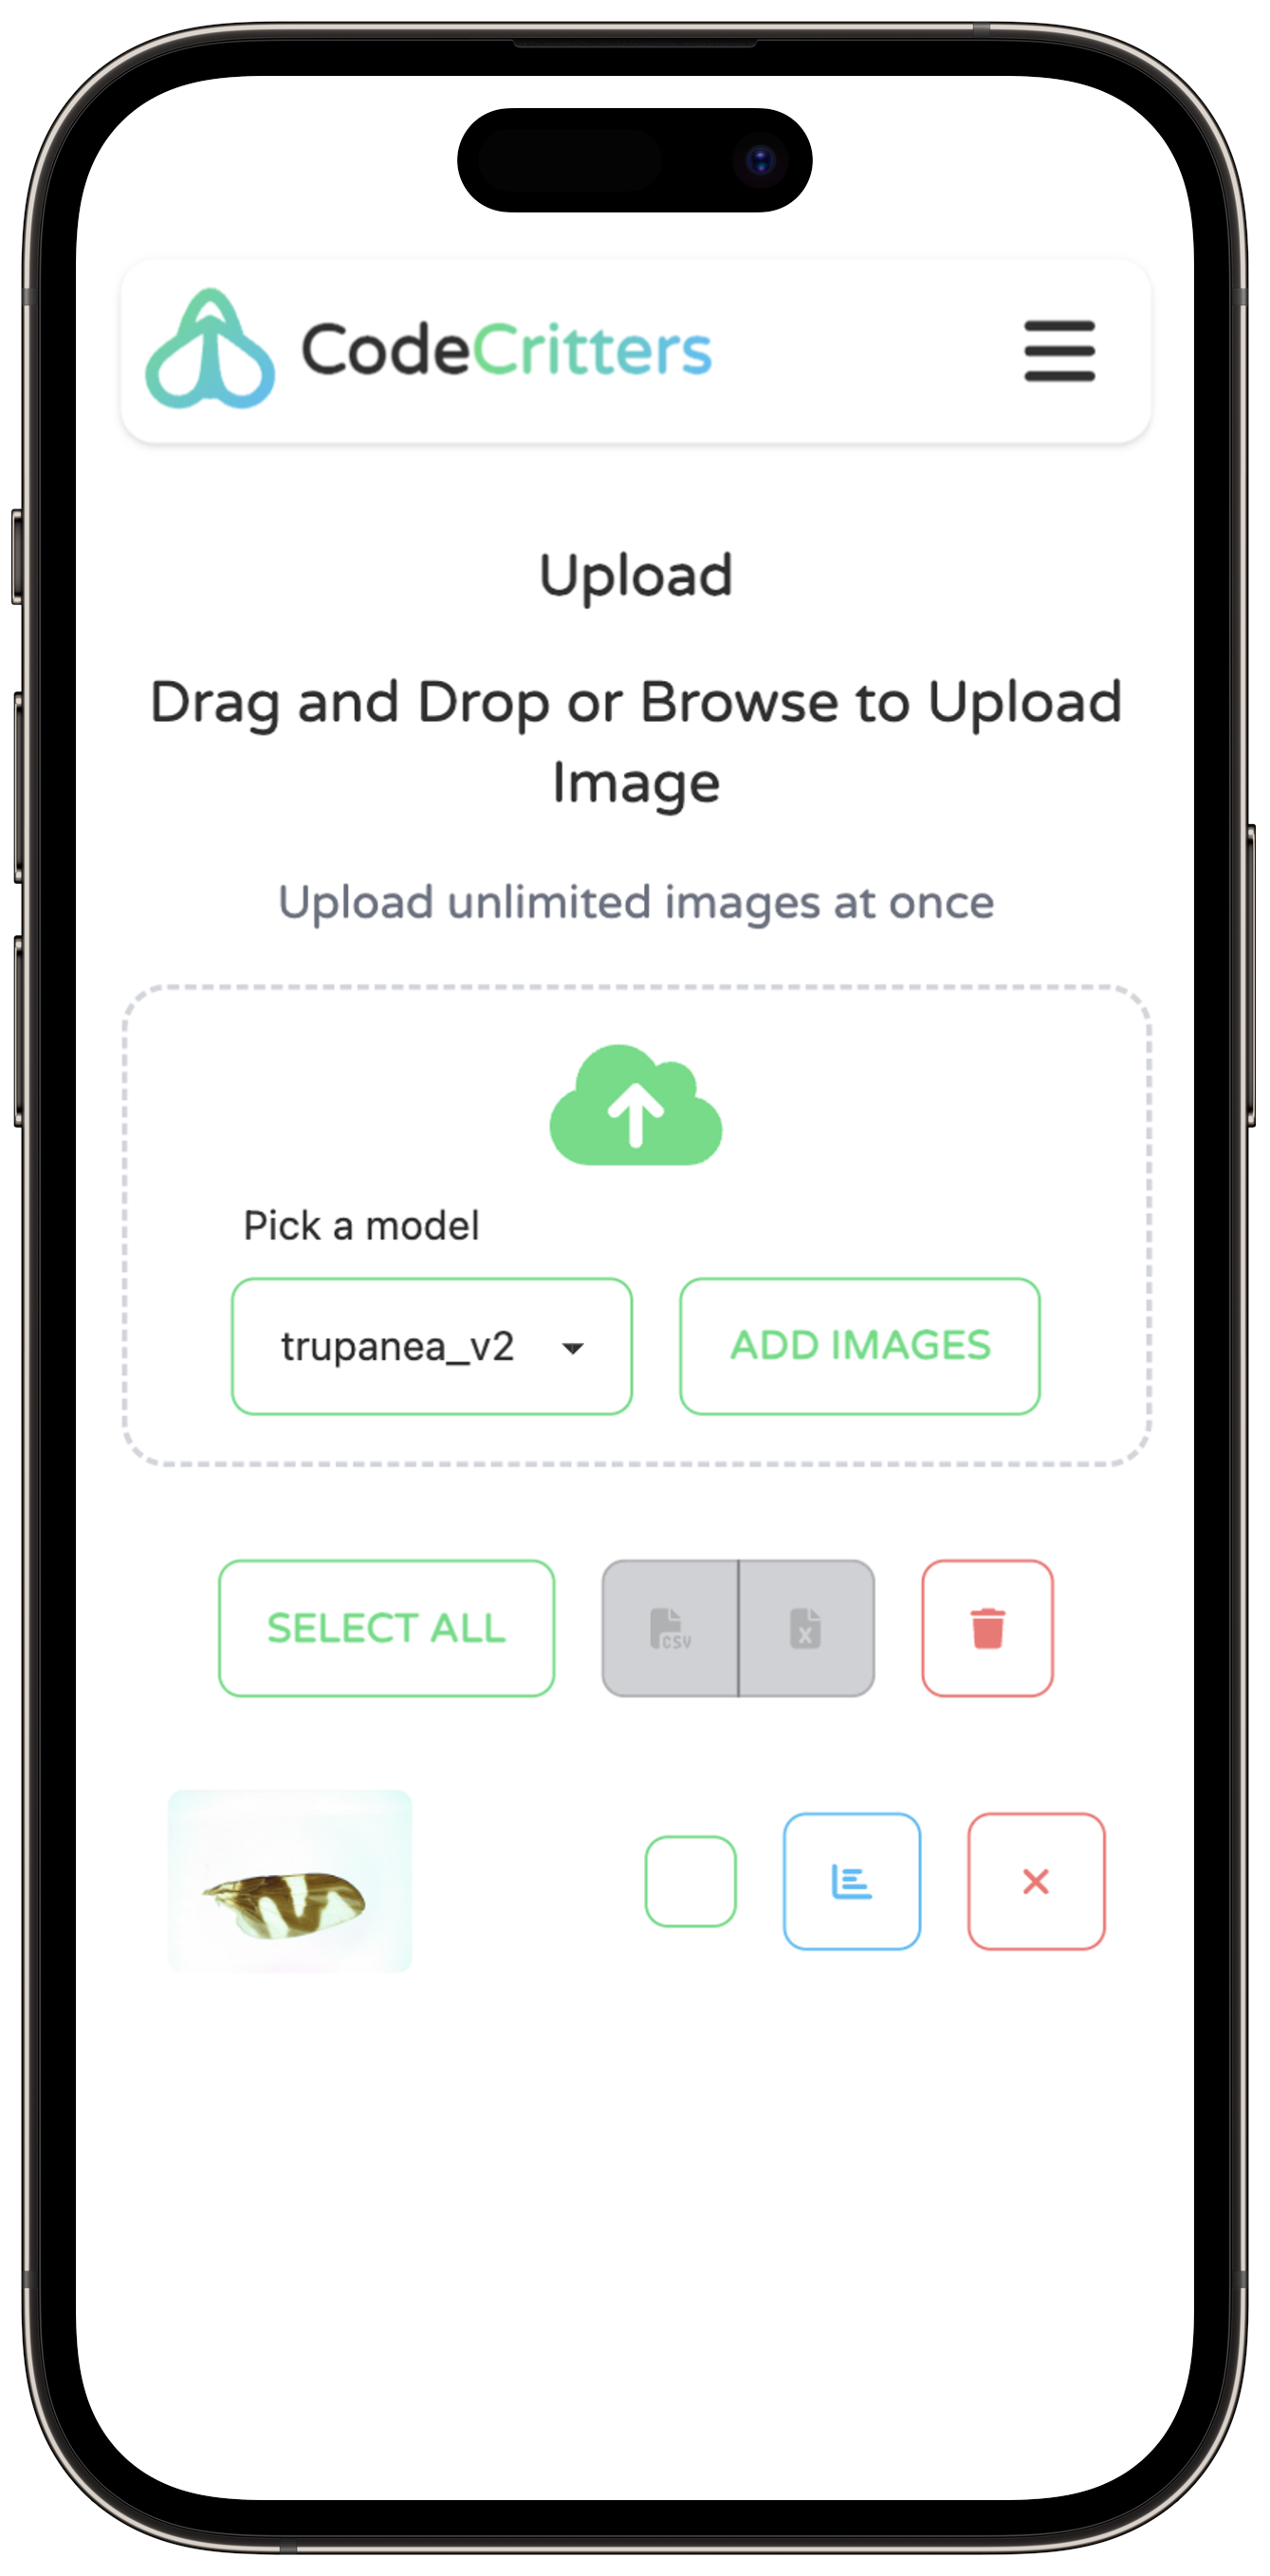 CodeCritters
Upload
Drag and Drop or Browse to Upload
Image
Upload unlimited images at once
Pick a model
trupanea_v2
ADD IMAGES
SELECT ALL
CSV
X